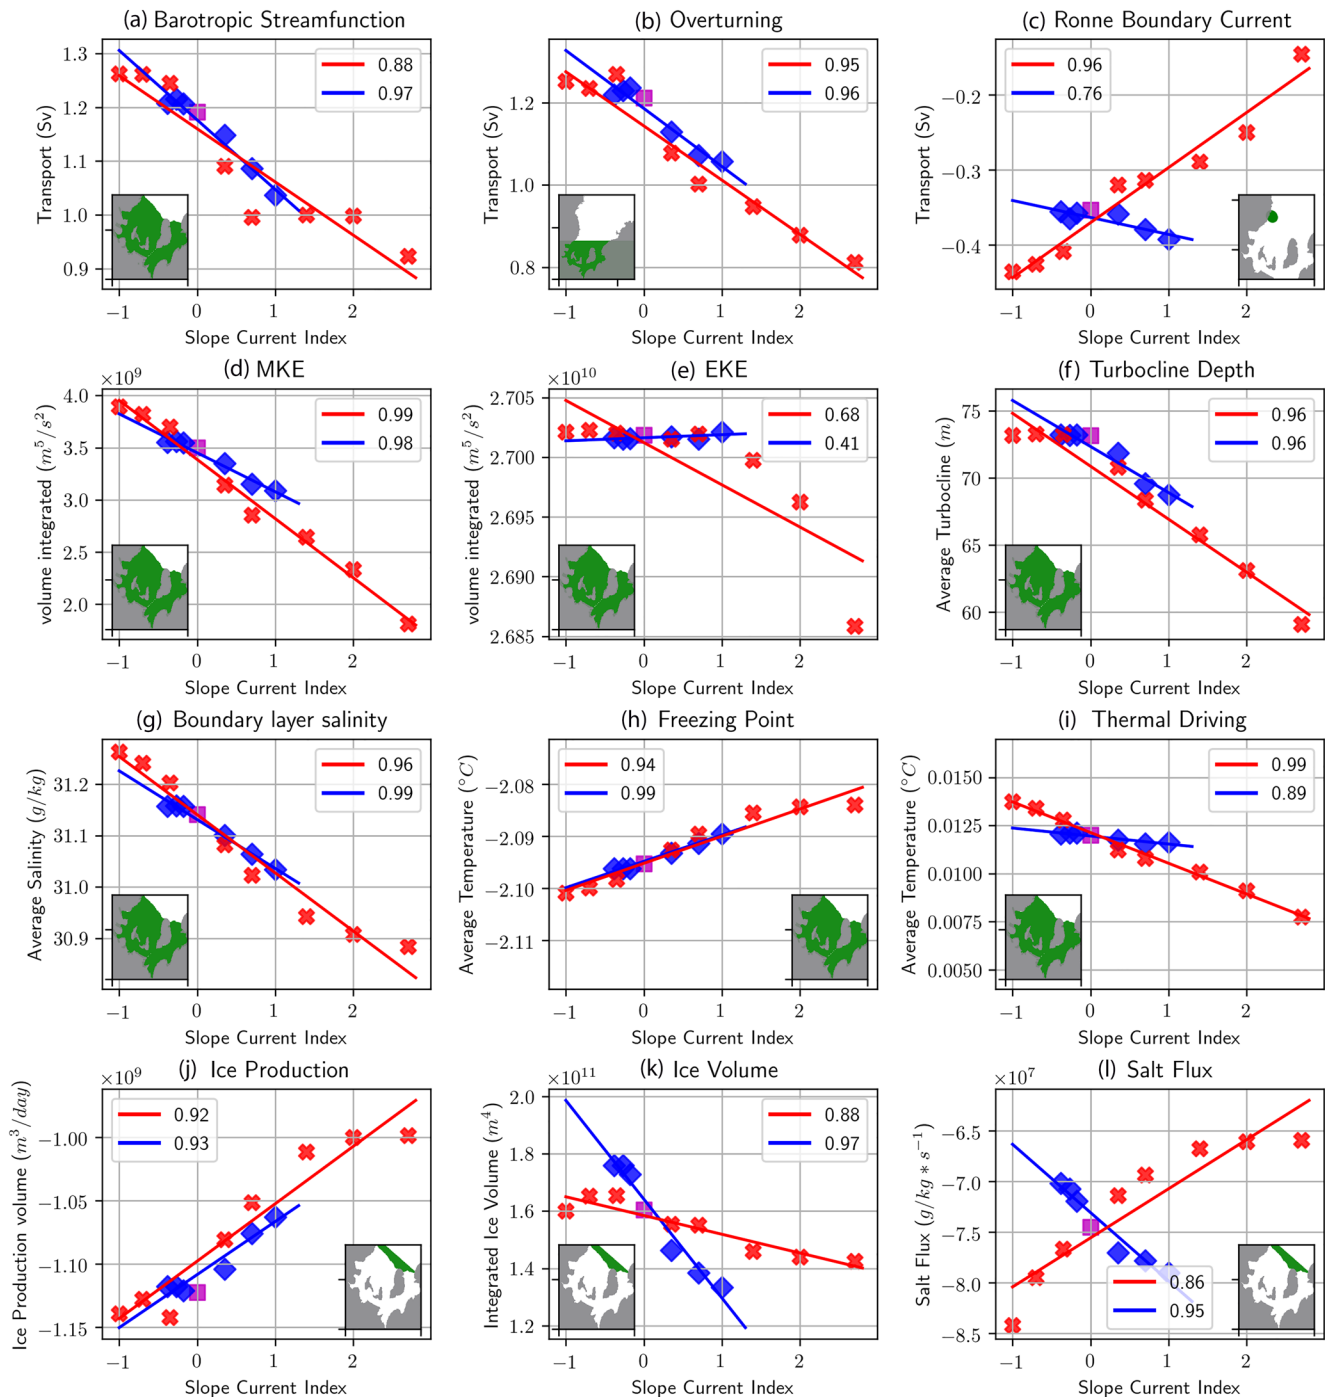 (a) Barotropic Streamfunction
1.3
1.2
1.1
1.0
0.9
Transport (Sv)
0.88
0.97
−1 0 1 2
Slope Current Index
(b) Overturning
1.2
1.0
0.8
Transport (Sv)
0.95
0.96
−1 0 1 2
Slope Current Index
(c) Ronne Boundary Current
−0.2
−0.3
−0.4
Transport (Sv)
0.96
0.76
−1 0 1 2
Slope Current Index
(d) MKE
×10⁹
4.0
3.5
3.0
2.5
2.0
volume integrated (m⁵/s²)
0.99
0.98
−1 0 1 2
Slope Current Index
(e) EKE
×10¹⁰
2.705
2.700
2.695
2.690
2.685
volume integrated (m⁵/s²)
0.68
0.41
−1 0 1 2
Slope Current Index
(f) Turbocline Depth
75
70
65
60
Average Turbocline (m)
0.96
0.96
−1 0 1 2
Slope Current Index
(g) Boundary layer salinity
31.2
31.1
31.0
30.9
Average Salinity (g/kg)
0.96
0.99
−1 0 1 2
Slope Current Index
(h) Freezing Point
−2.08
−2.09
−2.10
−2.11
Average Temperature (°C)
0.94
0.99
−1 0 1 2
Slope Current Index
(i) Thermal Driving
0.0150
0.0125
0.0100
0.0075
0.0050
Average Temperature (°C)
0.99
0.89
−1 0 1 2
Slope Current Index
(j) Ice Production
×10⁹
−1.00
−1.05
−1.10
−1.15
Ice Production volume (m³/day)
0.92
0.93
−1 0 1 2
Slope Current Index
(k) Ice Volume
×10¹¹
2.0
1.8
1.6
1.4
1.2
Integrated Ice Volume (m⁴)
0.88
0.97
−1 0 1 2
Slope Current Index
(l) Salt Flux
×10⁷
−6.5
−7.0
−7.5
−8.0
−8.5
Salt Flux (g/kg ∗ s⁻¹)
0.86
0.95
−1 0 1 2
Slope Current Index